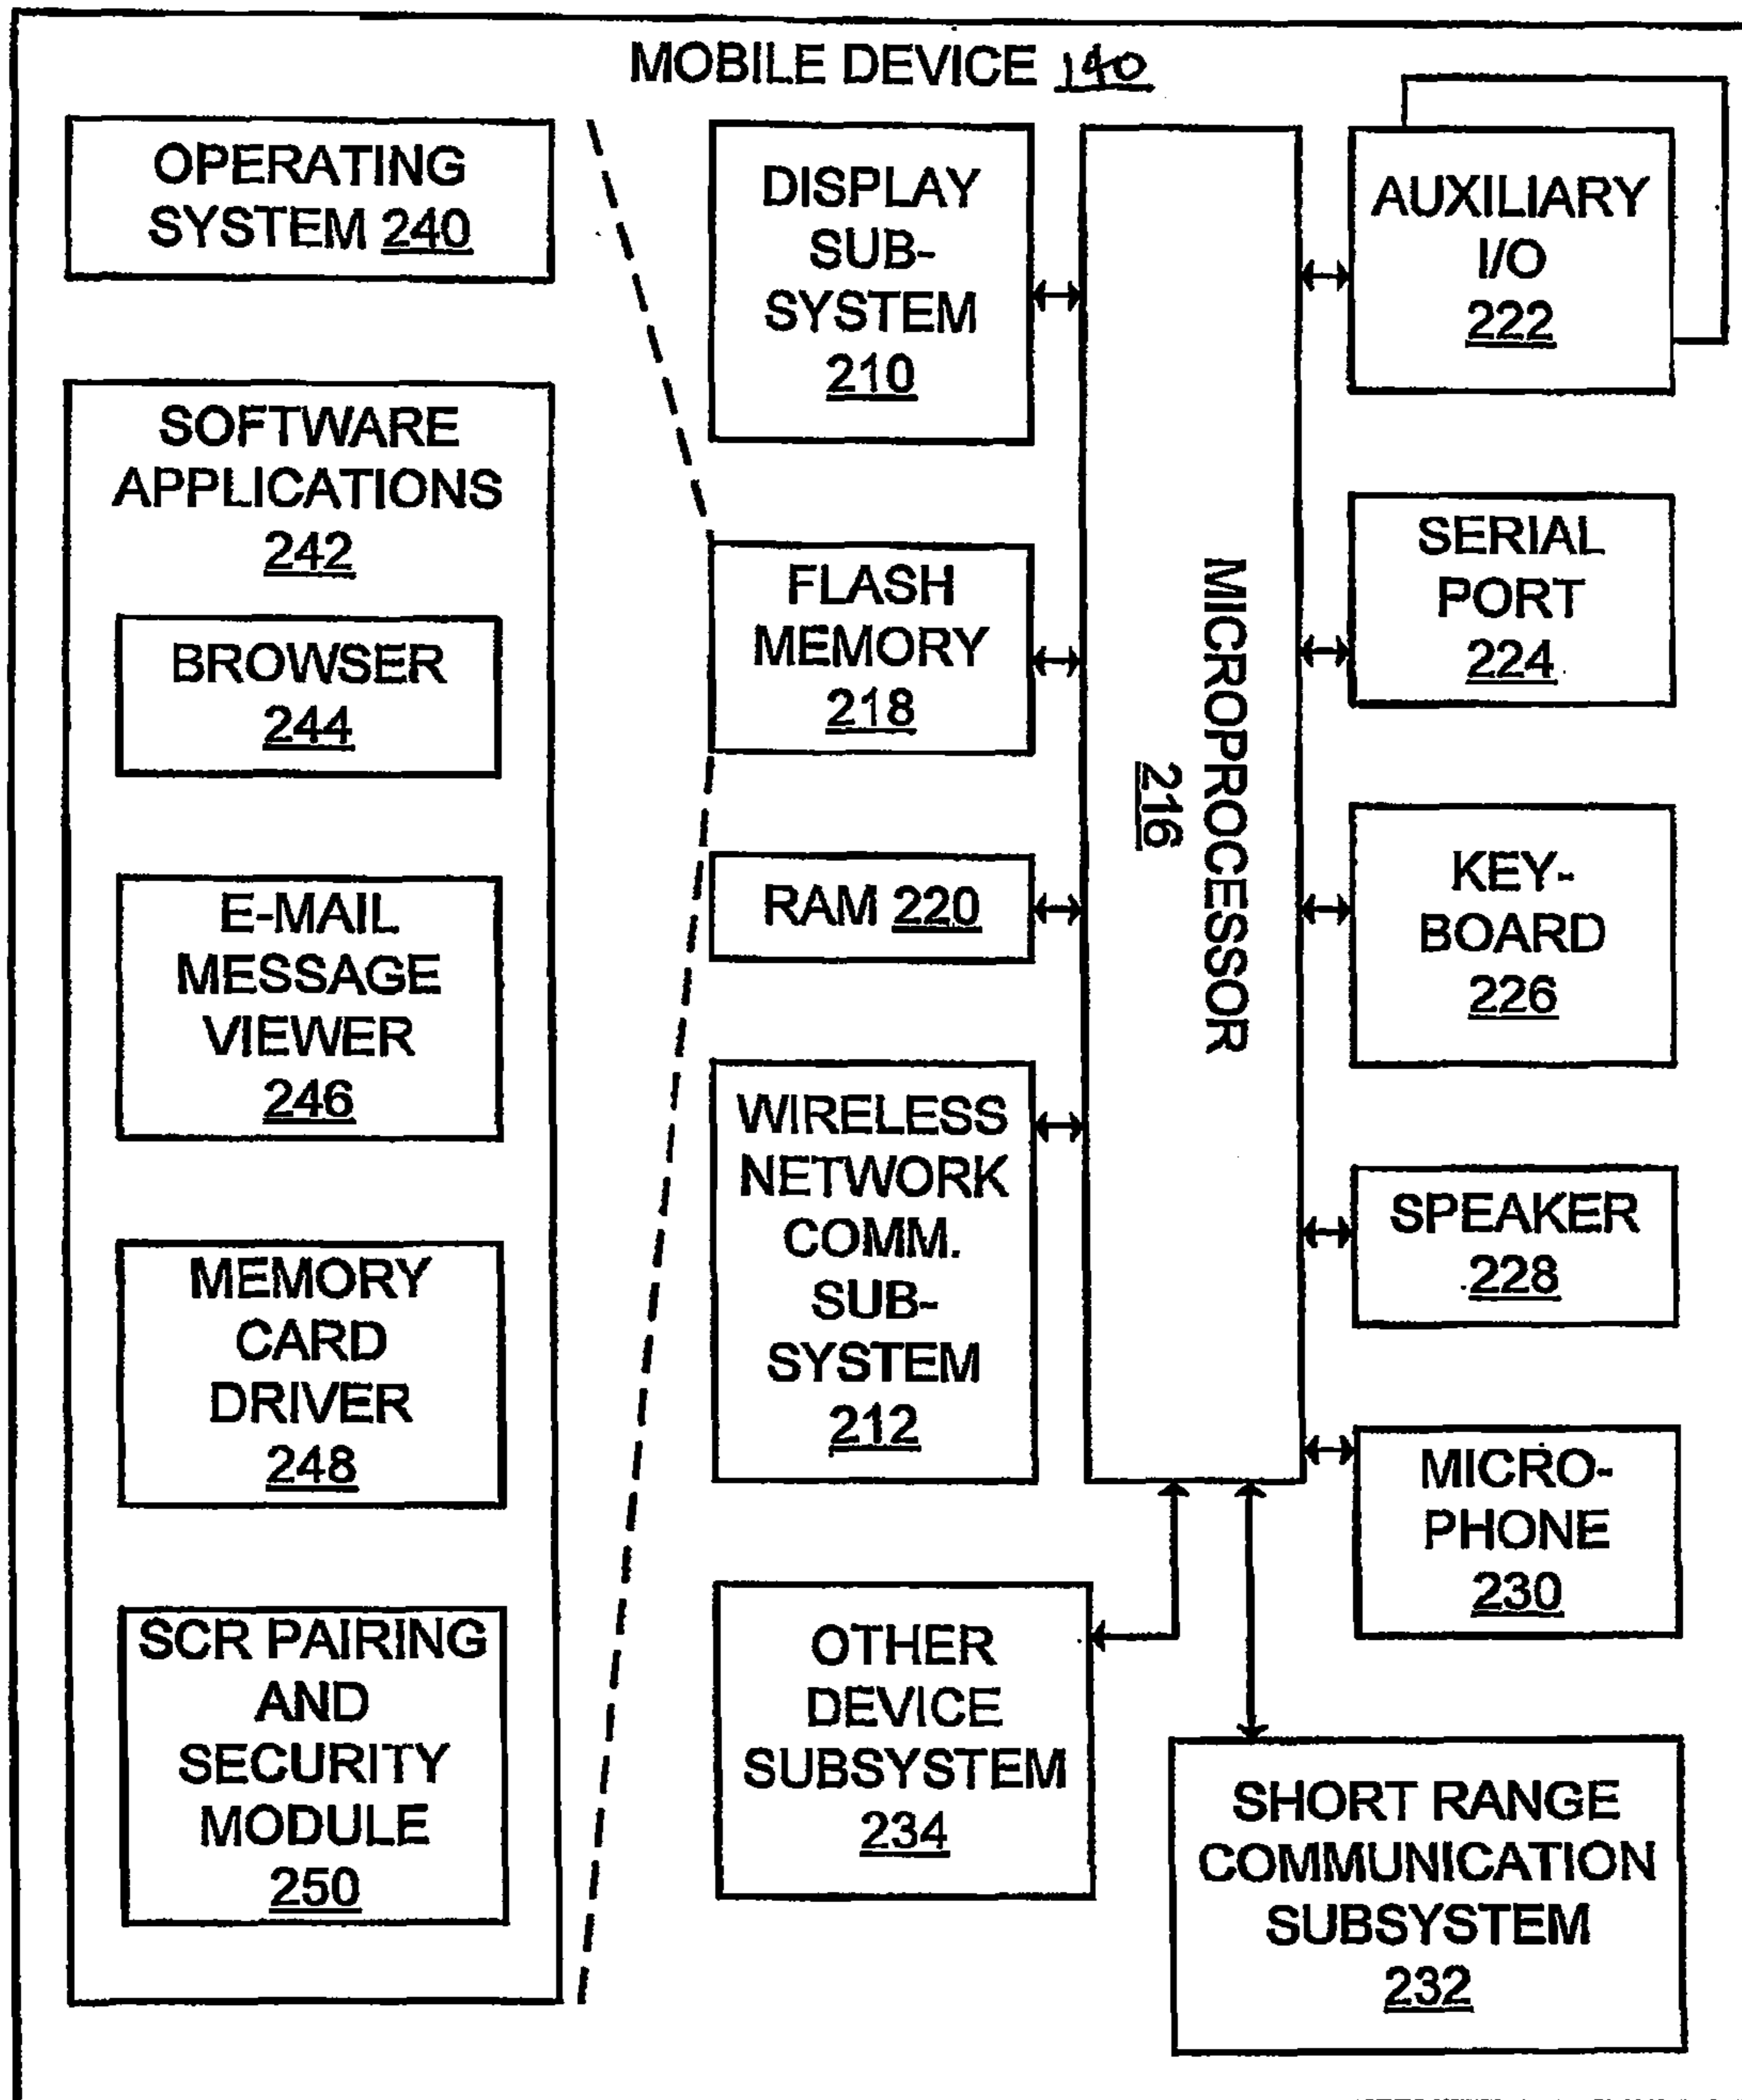 MOBILE DEVICE 140
OPERATING
SYSTEM 240
SOFTWARE
APPLICATIONS
242
BROWSER
244
E-MAIL
MESSAGE
VIEWER
246
MEMORY
CARD
DRIVER
248
SCR PAIRING
AND
SECURITY
MODULE
250
DISPLAY
SUB-
SYSTEM
210
FLASH
MEMORY
218
RAM 220
WIRELESS
NETWORK
COMM.
SUB-
SYSTEM
212
OTHER
DEVICE
SUBSYSTEM
234
MICROPROCESSOR
216
AUXILIARY
I/O
222
SERIAL
PORT
224
KEY-
BOARD
226
SPEAKER
228
MICRO-
PHONE
230
SHORT RANGE
COMMUNICATION
SUBSYSTEM
232